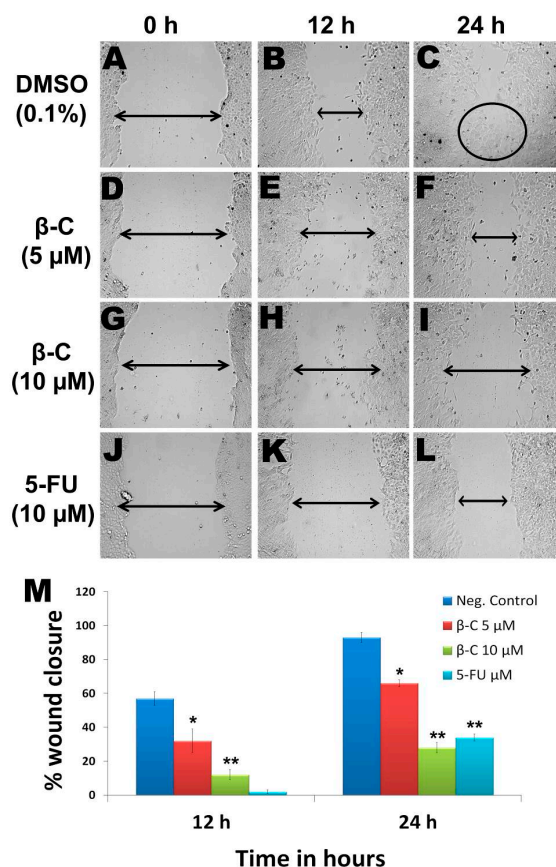 0 h 12 h 24 h
DMSO
(0.1%)
A B C
β-C
(5 µM)
D E F
β-C
(10 µM)
G H I
5-FU
(10 µM)
J K L
M
% wound closure
120
100
80
60
40
20
0
Neg. Control
β-C 5 µM
β-C 10 µM
5-FU µM
* ** * ** **
12 h 24 h
Time in hours